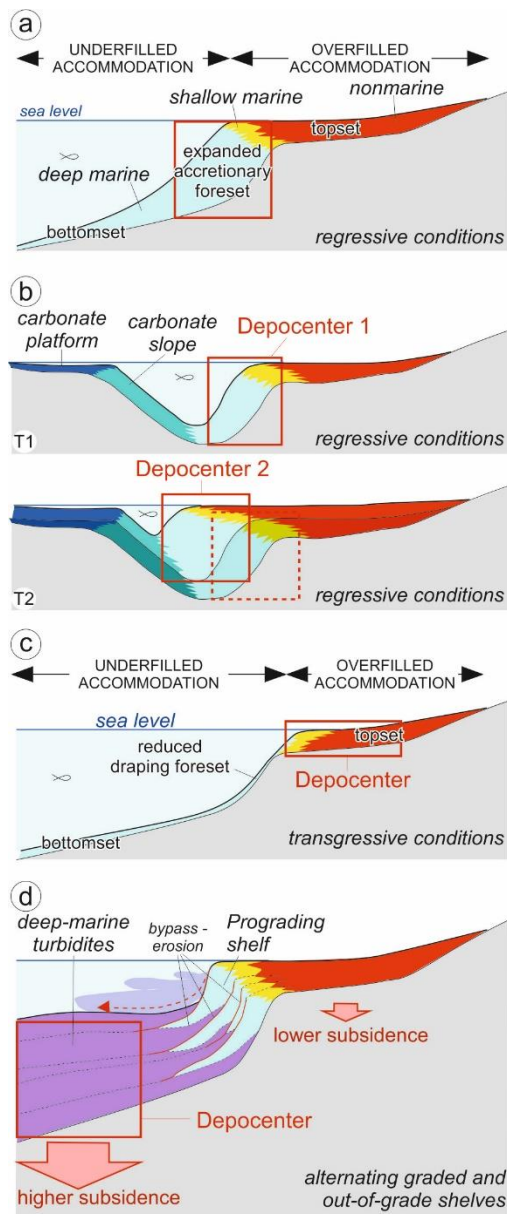 a
UNDERFILLED
ACCOMMODATION
OVERFILLED
ACCOMMODATION
sea level
shallow marine
nonmarine
topset
expanded
accretionary
foreset
deep marine
bottomset
regressive conditions
b
carbonate
platform
carbonate
slope
Depocenter 1
T1
regressive conditions
Depocenter 2
T2
regressive conditions
c
UNDERFILLED
ACCOMMODATION
OVERFILLED
ACCOMMODATION
sea level
topset
reduced
draping foreset
Depocenter
bottomset
transgressive conditions
d
deep-marine
turbidites
bypass -
erosion
Prograding
shelf
lower subsidence
Depocenter
higher subsidence
alternating graded and
out-of-grade shelves